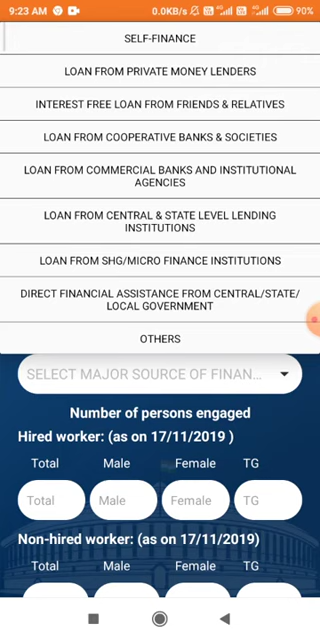 9:23 AM 0.0KB/s 90%
SELF-FINANCE
LOAN FROM PRIVATE MONEY LENDERS
INTEREST FREE LOAN FROM FRIENDS & RELATIVES
LOAN FROM COOPERATIVE BANKS & SOCIETIES
LOAN FROM COMMERCIAL BANKS AND INSTITUTIONAL
AGENCIES
LOAN FROM CENTRAL & STATE LEVEL LENDING
INSTITUTIONS
LOAN FROM SHG/MICRO FINANCE INSTITUTIONS
DIRECT FINANCIAL ASSISTANCE FROM CENTRAL/STATE/
LOCAL GOVERNMENT
OTHERS
SELECT MAJOR SOURCE OF FINAN...
Number of persons engaged
Hired worker: (as on 17/11/2019 )
Total Male Female TG
Total Male Female TG
Non-hired worker: (as on 17/11/2019)
Total Male Female TG